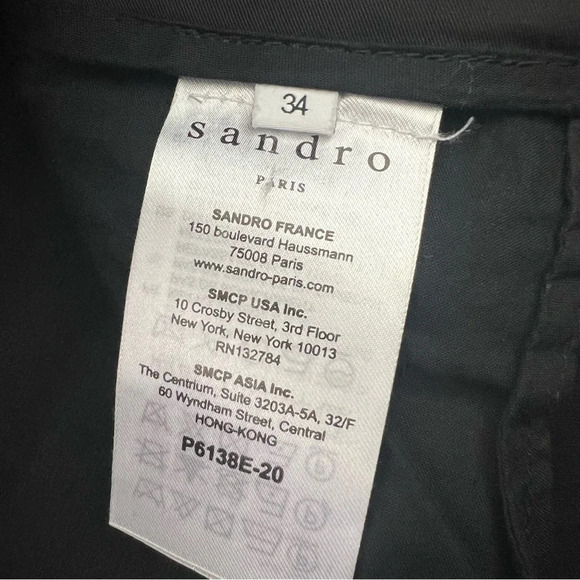 34
sandro
PARIS
SANDRO FRANCE
150 boulevard Haussmann
75008 Paris
www.sandro-paris.com
SMCP USA Inc.
10 Crosby Street, 3rd Floor
New York, New York 10013
RN132784
SMCP ASIA Inc.
The Centrium, Suite 3203A-5A, 32/F
60 Wyndham Street, Central
HONG-KONG
P6138E-20